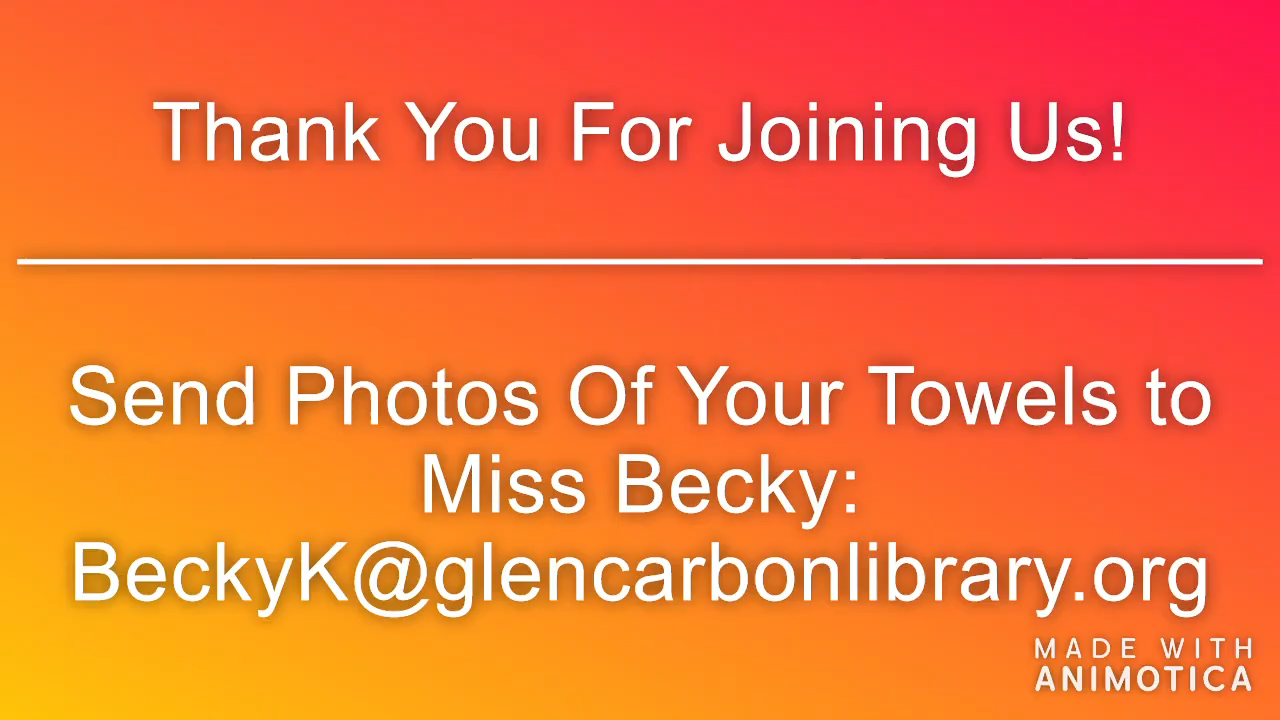 Thank You For Joining Us!
Send Photos Of Your Towels to
Miss Becky:
BeckyK@glencarbonlibrary.org
MADE WITH
ANIMOTICA